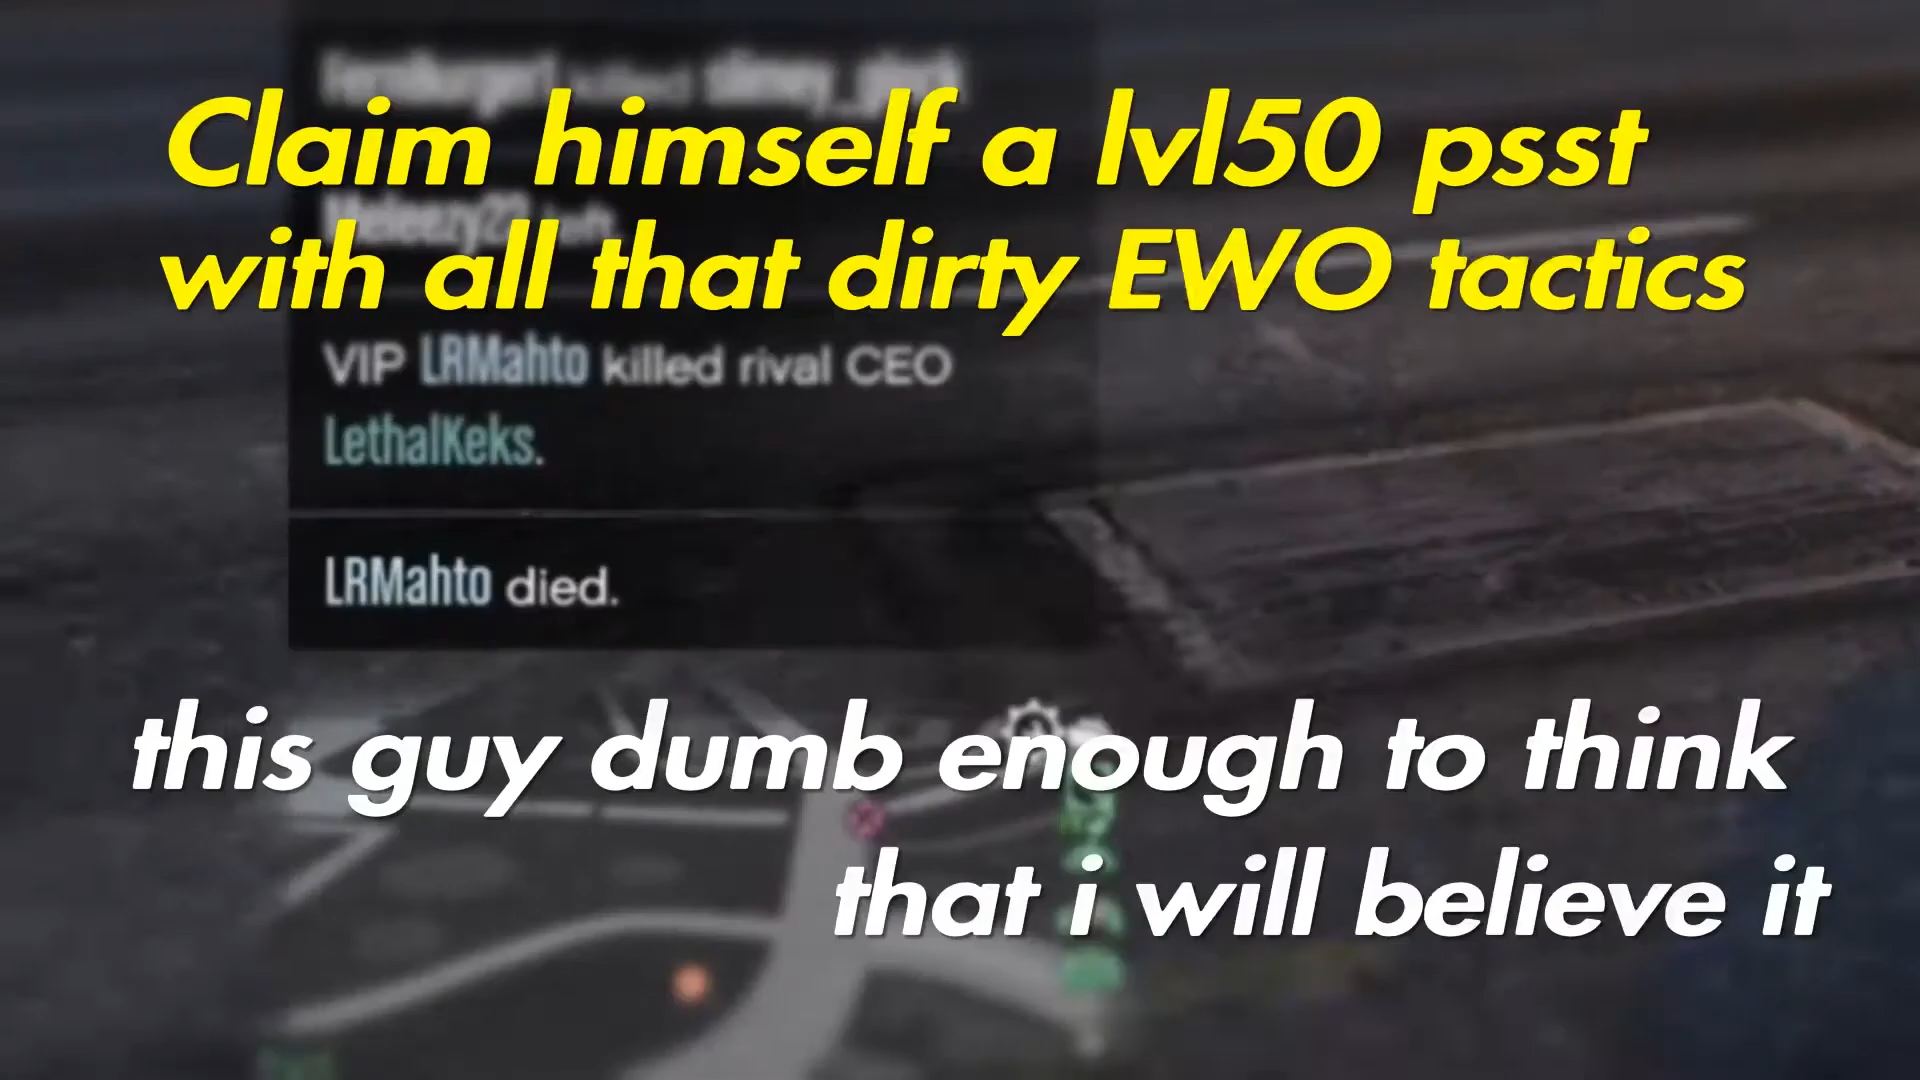 killed
Claim himself a lvl50 psst
with all that dirty EWO tactics
VIP LRMahto killed rival CEO
LethalKeks.
LRMahto died.
this guy dumb enough to think
that i will believe it